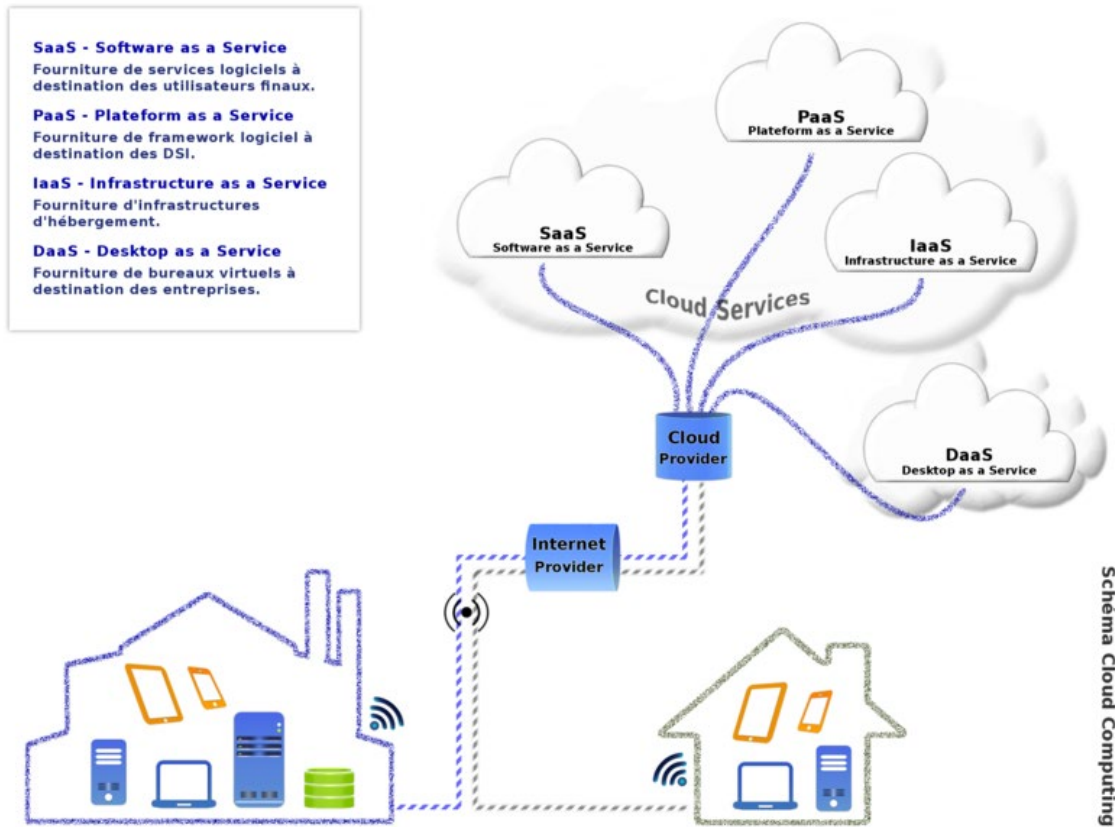 SaaS - Software as a Service
Fourniture de services logiciels à
destination des utilisateurs finaux.
PaaS - Plateform as a Service
Fourniture de framework logiciel à
destination des DSI.
IaaS - Infrastructure as a Service
Fourniture d'infrastructures
d'hébergement.
DaaS - Desktop as a Service
Fourniture de bureaux virtuels à
destination des entreprises.
PaaS
Plateform as a Service
SaaS
Software as a Service
IaaS
Infrastructure as a Service
Cloud Services
DaaS
Desktop as a Service
Cloud
Provider
Internet
Provider
Schéma Cloud Computing